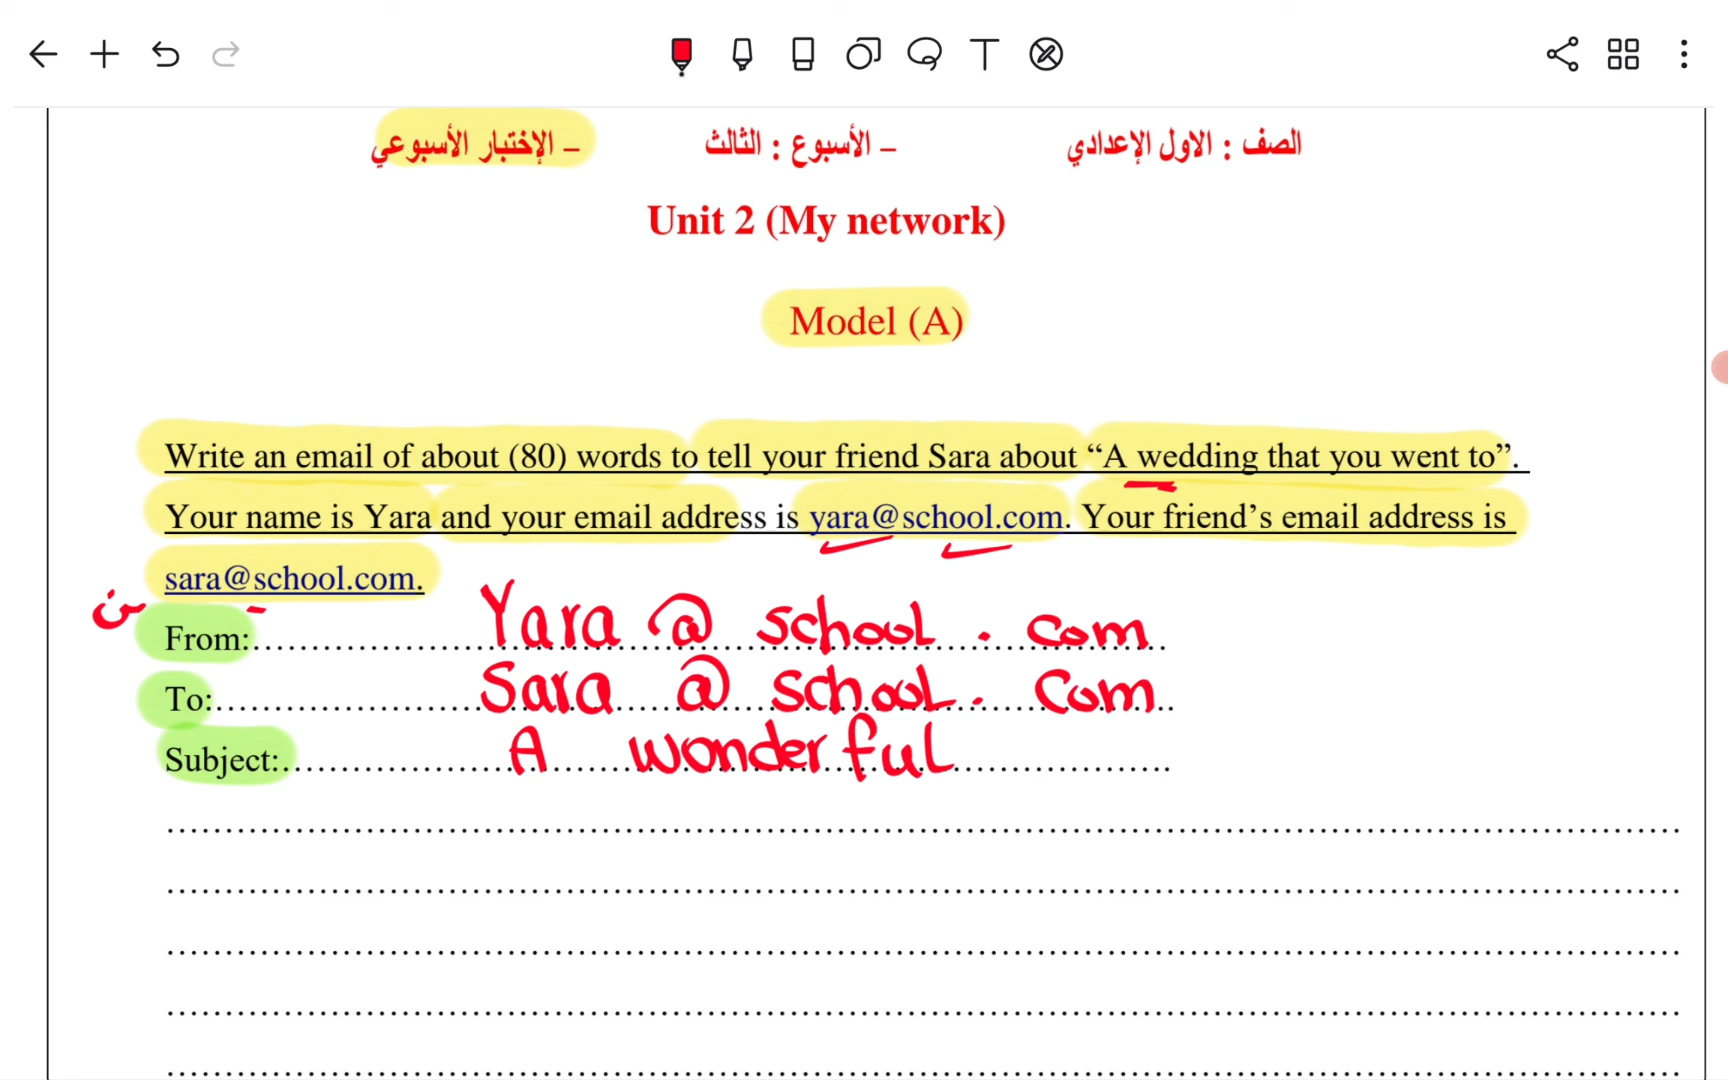 الصف : الاول الإعدادي – الأسبوع : الثالث – الإختبار الأسبوعي
Unit 2 (My network)
Model (A)
Write an email of about (80) words to tell your friend Sara about “A wedding that you went to”.
Your name is Yara and your email address is yara@school.com. Your friend’s email address is
sara@school.com.
From:.......... Yara @ school . com
To:.......... Sara @ school . com
Subject:.......... A wonderful